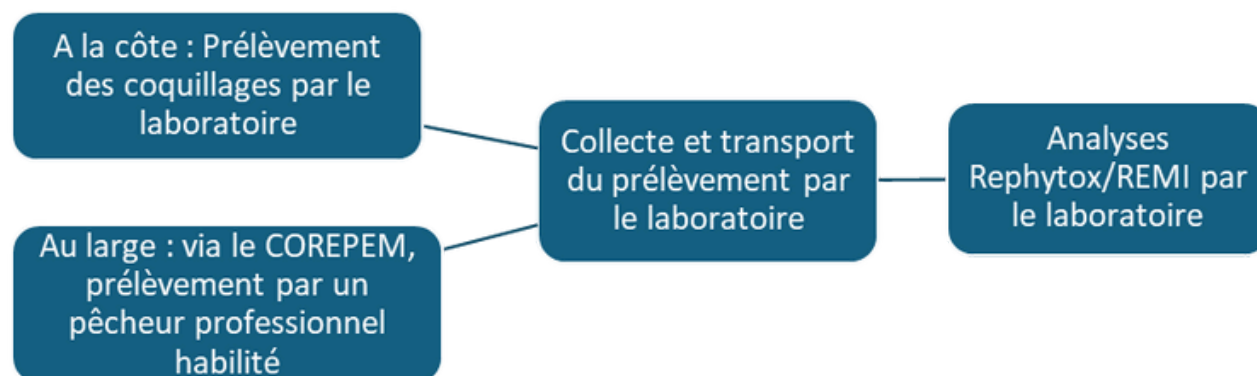 A la côte : Prélèvement
des coquillages par le
laboratoire
Au large : via le COREPEM,
prélèvement par un
pêcheur professionnel
habilité
Collecte et transport
du prélèvement par
le laboratoire
Analyses
Rephytox/REMI par
le laboratoire